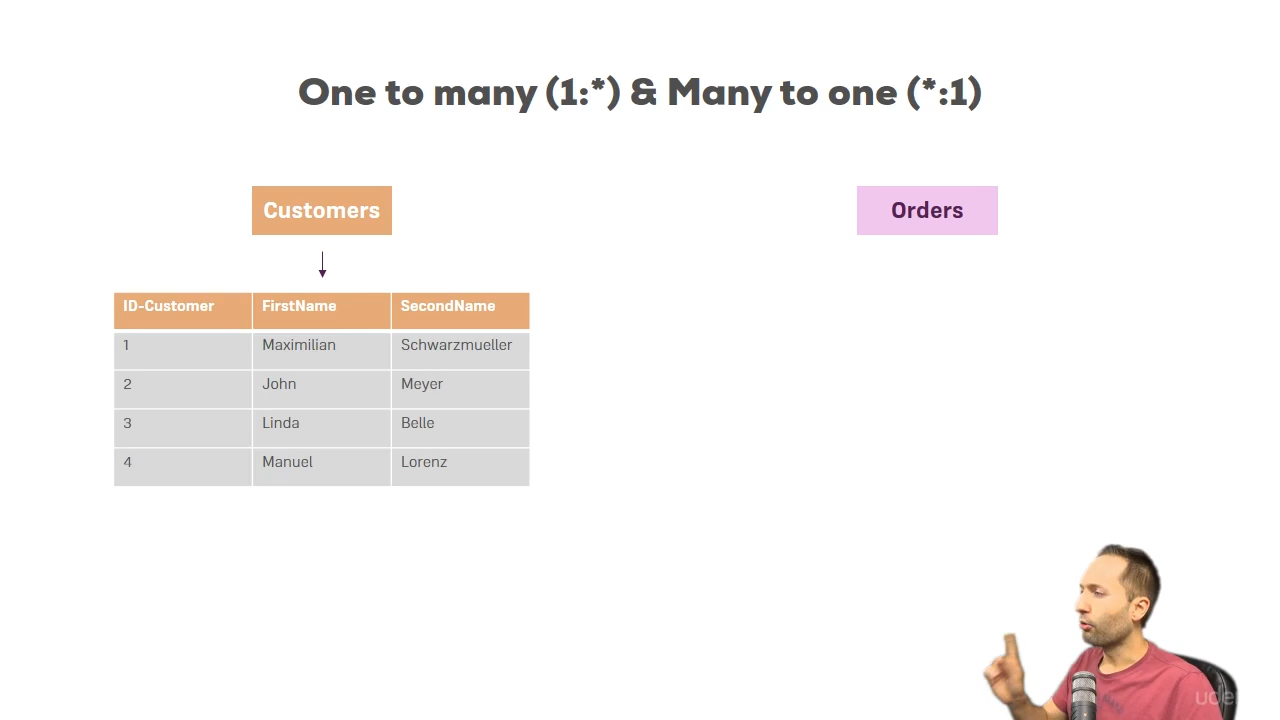 One to many (1:*) & Many to one (*:1)
Customers
Orders
ID-Customer FirstName SecondName
1 Maximilian Schwarzmueller
2 John Meyer
3 Linda Belle
4 Manuel Lorenz